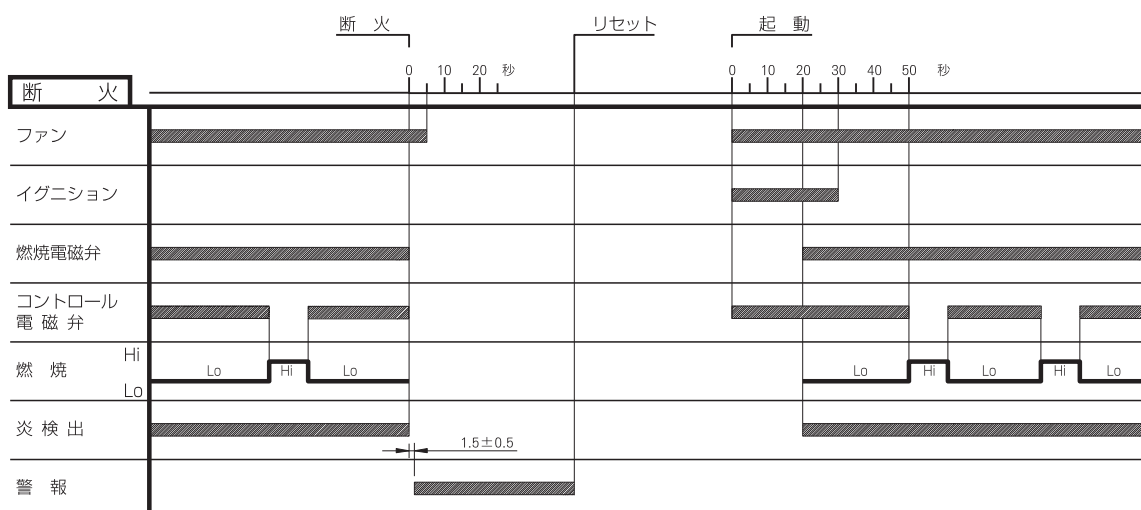 断 火 リセット 起 動
0 10 20 秒 0 10 20 30 40 50 秒
断 火
ファン
イグニション
燃焼電磁弁
コントロール
電 磁 弁
Hi
燃 焼 Lo Hi Lo Lo Hi Lo Hi Lo
Lo
炎 検 出
1.5±0.5
警 報